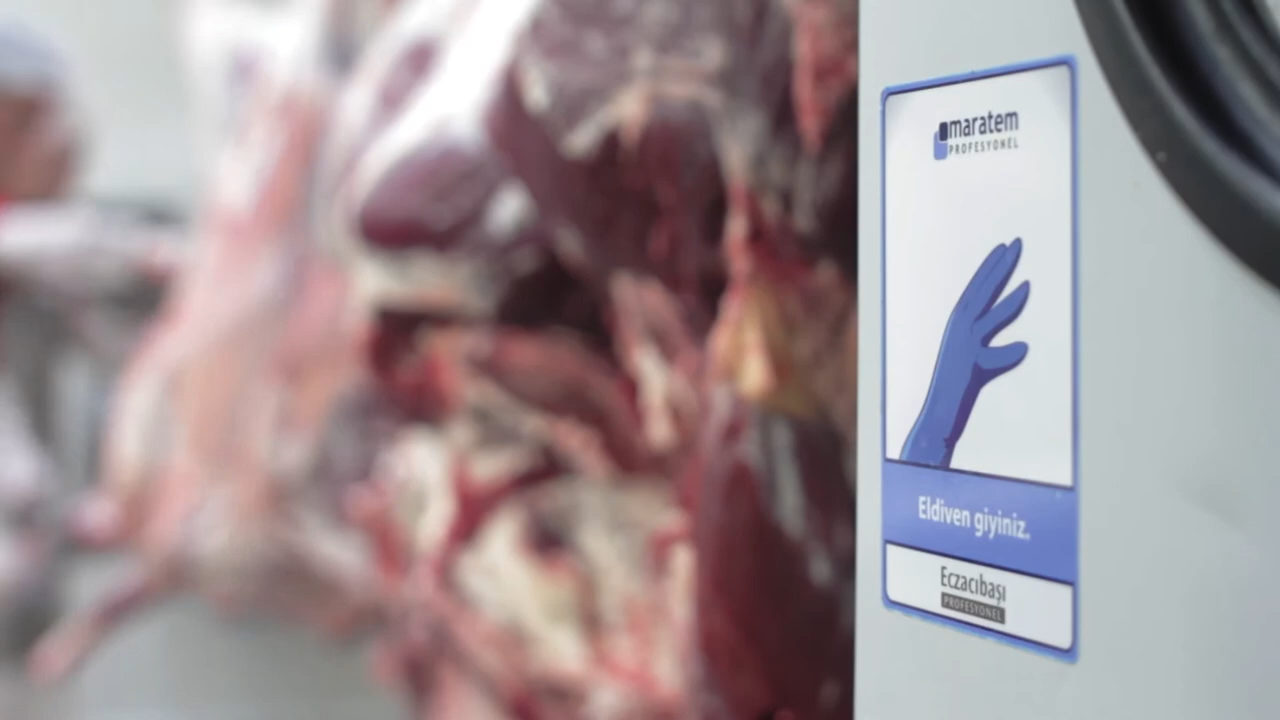 maratem
PROFESYONEL
Eldiven giyiniz.
Eczacıbaşı
PROFESYONEL